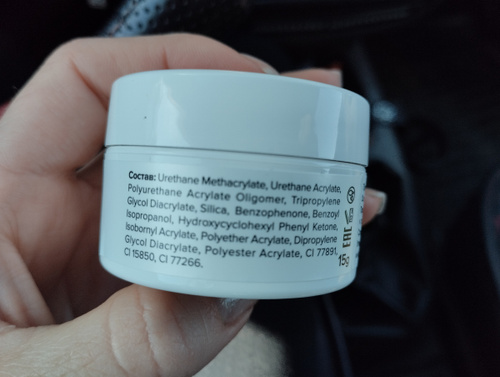 Состав: Urethane Methacrylate, Urethane Acrylate,
Polyurethane Acrylate Oligomer, Tripropylene
Glycol Diacrylate, Silica, Benzophenone, Benzoyl
Isopropanol, Hydroxycyclohexyl Phenyl Ketone,
Isobornyl Acrylate, Polyether Acrylate, Dipropylene
Glycol Diacrylate, Polyester Acrylate, CI 77891,
CI 15850, CI 77266.
15g
EAC